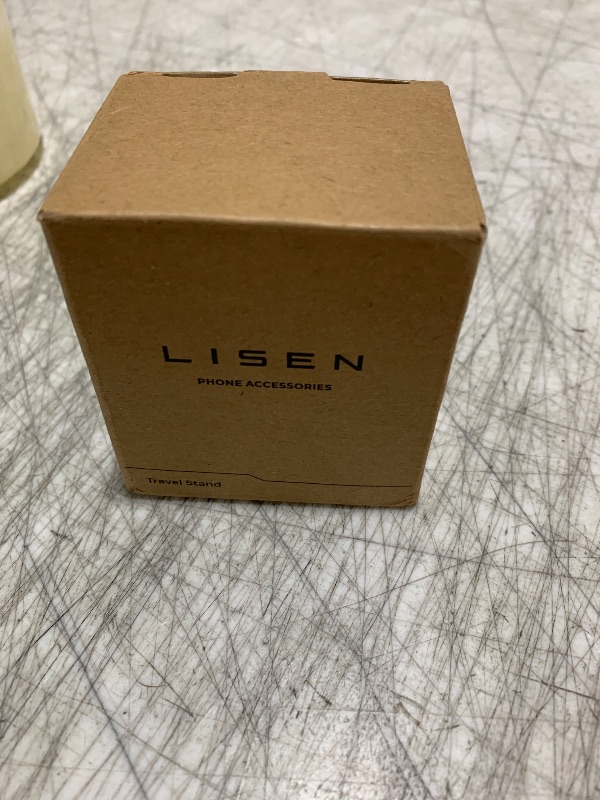 LISEN
PHONE ACCESSORIES
Travel Stand